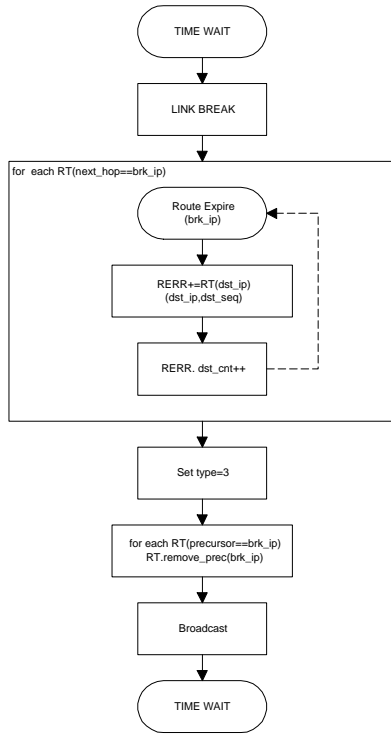 TIME WAIT
LINK BREAK
for each RT(next_hop==brk_ip)
Route Expire
(brk_ip)
RERR+=RT(dst_ip)
(dst_ip,dst_seq)
RERR. dst_cnt++
Set type=3
for each RT(precursor==brk_ip)
RT.remove_prec(brk_ip)
Broadcast
TIME WAIT